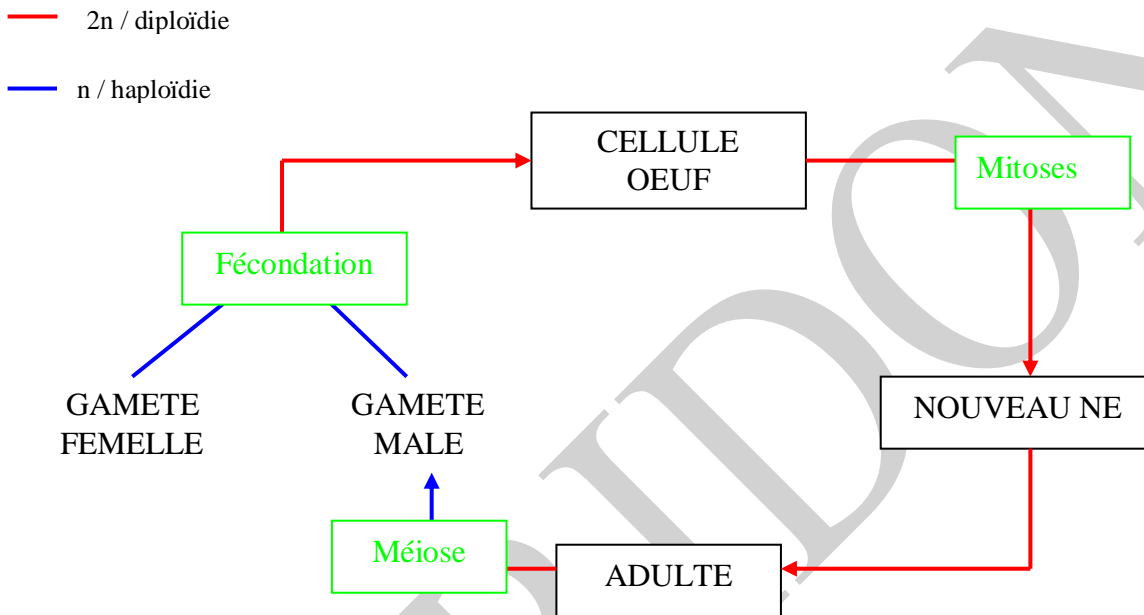 2n / diploïdie
n / haploïdie
CELLULE
OEUF
Mitoses
Fécondation
GAMETE
FEMELLE
GAMETE
MALE
NOUVEAU NE
Méiose
ADULTE